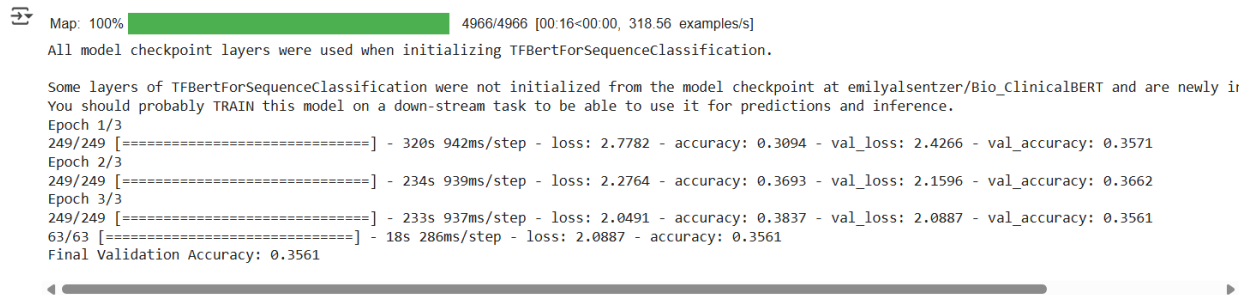 Map: 100% 4966/4966 [00:16<00:00, 318.56 examples/s]
All model checkpoint layers were used when initializing TFBertForSequenceClassification.
Some layers of TFBertForSequenceClassification were not initialized from the model checkpoint at emilyalsentzer/Bio_ClinicalBERT and are newly
You should probably TRAIN this model on a down-stream task to be able to use it for predictions and inference.
Epoch 1/3
249/249 [==============================] - 320s 942ms/step - loss: 2.7782 - accuracy: 0.3094 - val_loss: 2.4266 - val_accuracy: 0.3571
Epoch 2/3
249/249 [==============================] - 234s 939ms/step - loss: 2.2764 - accuracy: 0.3693 - val_loss: 2.1596 - val_accuracy: 0.3662
Epoch 3/3
249/249 [==============================] - 233s 937ms/step - loss: 2.0491 - accuracy: 0.3837 - val_loss: 2.0887 - val_accuracy: 0.3561
63/63 [==============================] - 18s 286ms/step - loss: 2.0887 - accuracy: 0.3561
Final Validation Accuracy: 0.3561